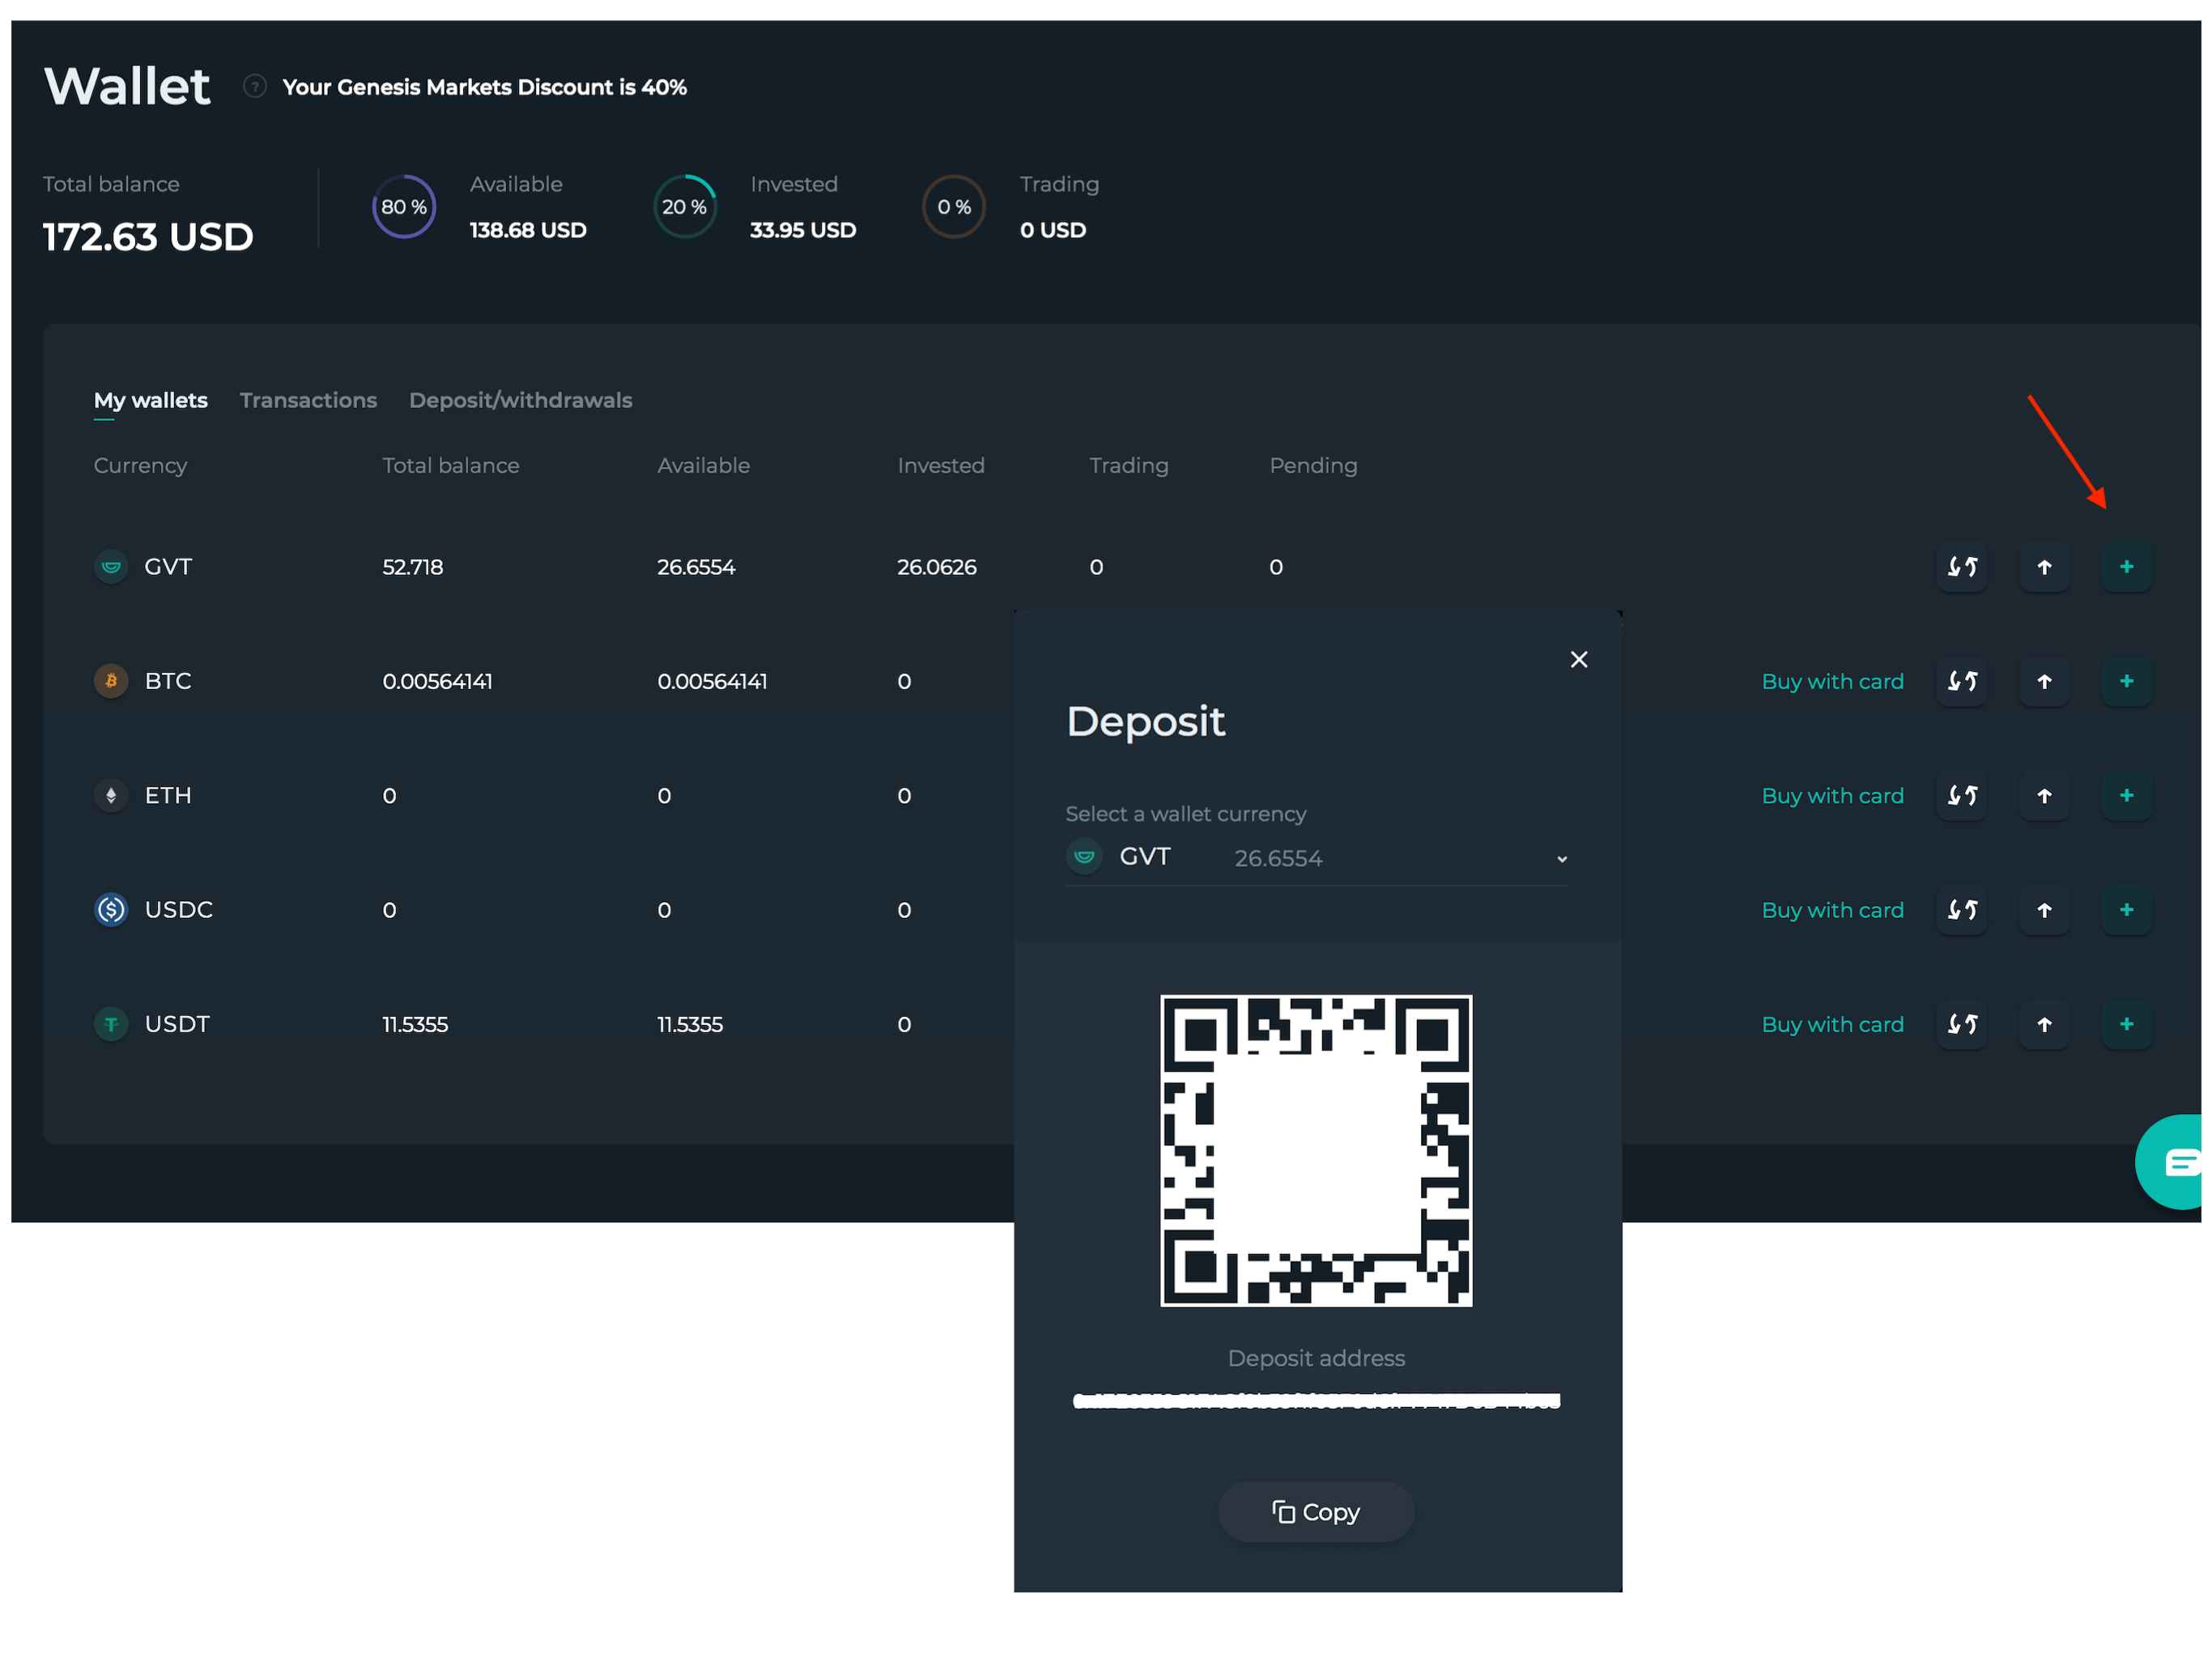 Wallet ? Your Genesis Markets Discount is 40%
Total balance
172.63 USD
80 %
Available
138.68 USD
20 %
Invested
33.95 USD
0 %
Trading
0 USD
My wallets Transactions Deposit/withdrawals
Currency Total balance Available Invested Trading Pending
GVT 52.718 26.6554 26.0626 0 0
BTC 0.00564141 0.00564141 0 Buy with card
ETH 0 0 0 Buy with card
USDC 0 0 0 Buy with card
USDT 11.5355 11.5355 0 Buy with card
Deposit
Select a wallet currency
GVT 26.6554
Deposit address
Copy